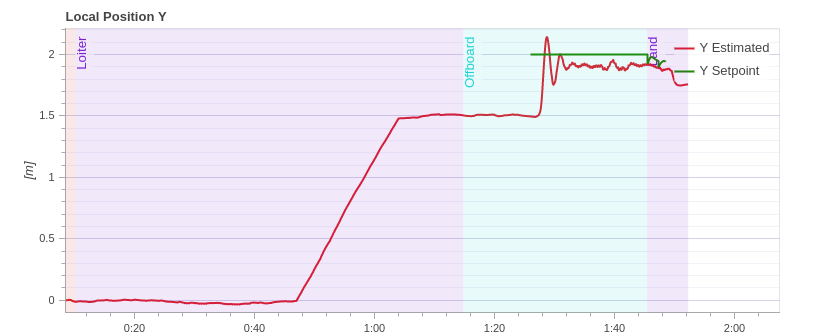 Local Position Y
Loiter
Offboard
Y Estimated
Y Setpoint
[m]
2
1.5
1
0.5
0
0:20
0:40
1:00
1:20
1:40
2:00